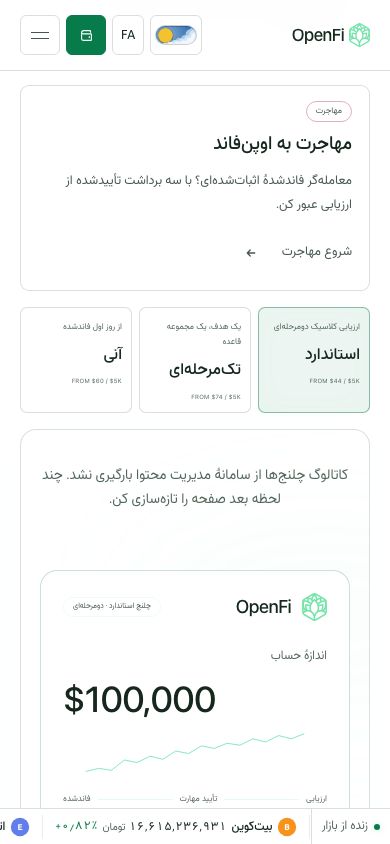 OpenFi
FA
مهاجرت
مهاجرت به اوپن‌فاند
معامله‌گر فاندشدهٔ اثبات‌شده‌ای؟ با سه برداشت تأییدشده از
ارزیابی عبور کن.
شروع مهاجرت ←
ارزیابی کلاسیک دومرحله‌ای
استاندارد
FROM $44 / $5K
یک هدف، یک مجموعه
قاعده
تک‌مرحله‌ای
FROM $74 / $5K
از روز اول فاندشده
آنی
FROM $60 / $5K
کاتالوگ چلنج‌ها از سامانهٔ مدیریت محتوا بارگیری نشد. چند
لحظه بعد صفحه را تازه‌سازی کن.
OpenFi
چلنج استاندارد · دومرحله‌ای
اندازهٔ حساب
$100,000
ارزیابی
تأیید مهارت
فاندشده
زنده از بازار
B بیت‌کوین ۱۶,۶۱۵,۲۳۶,۹۳۱ تومان +۰٫۸۲٪
E